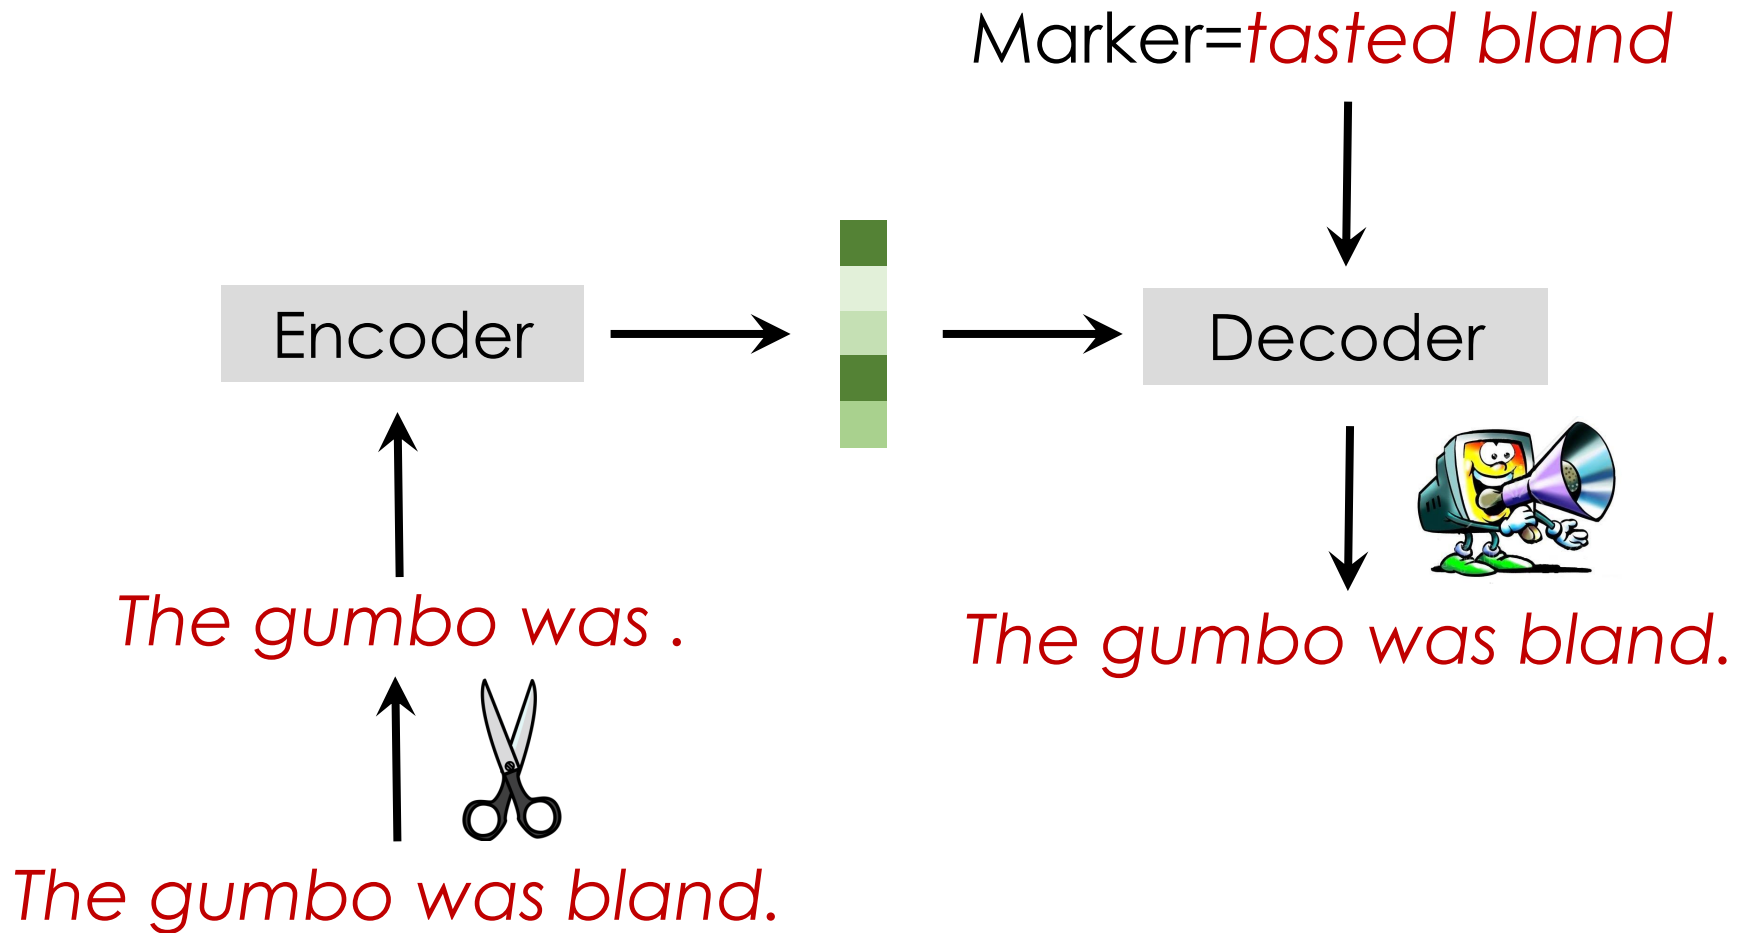 Marker=tasted bland
Encoder
Decoder
The gumbo was .
The gumbo was bland.
The gumbo was bland.